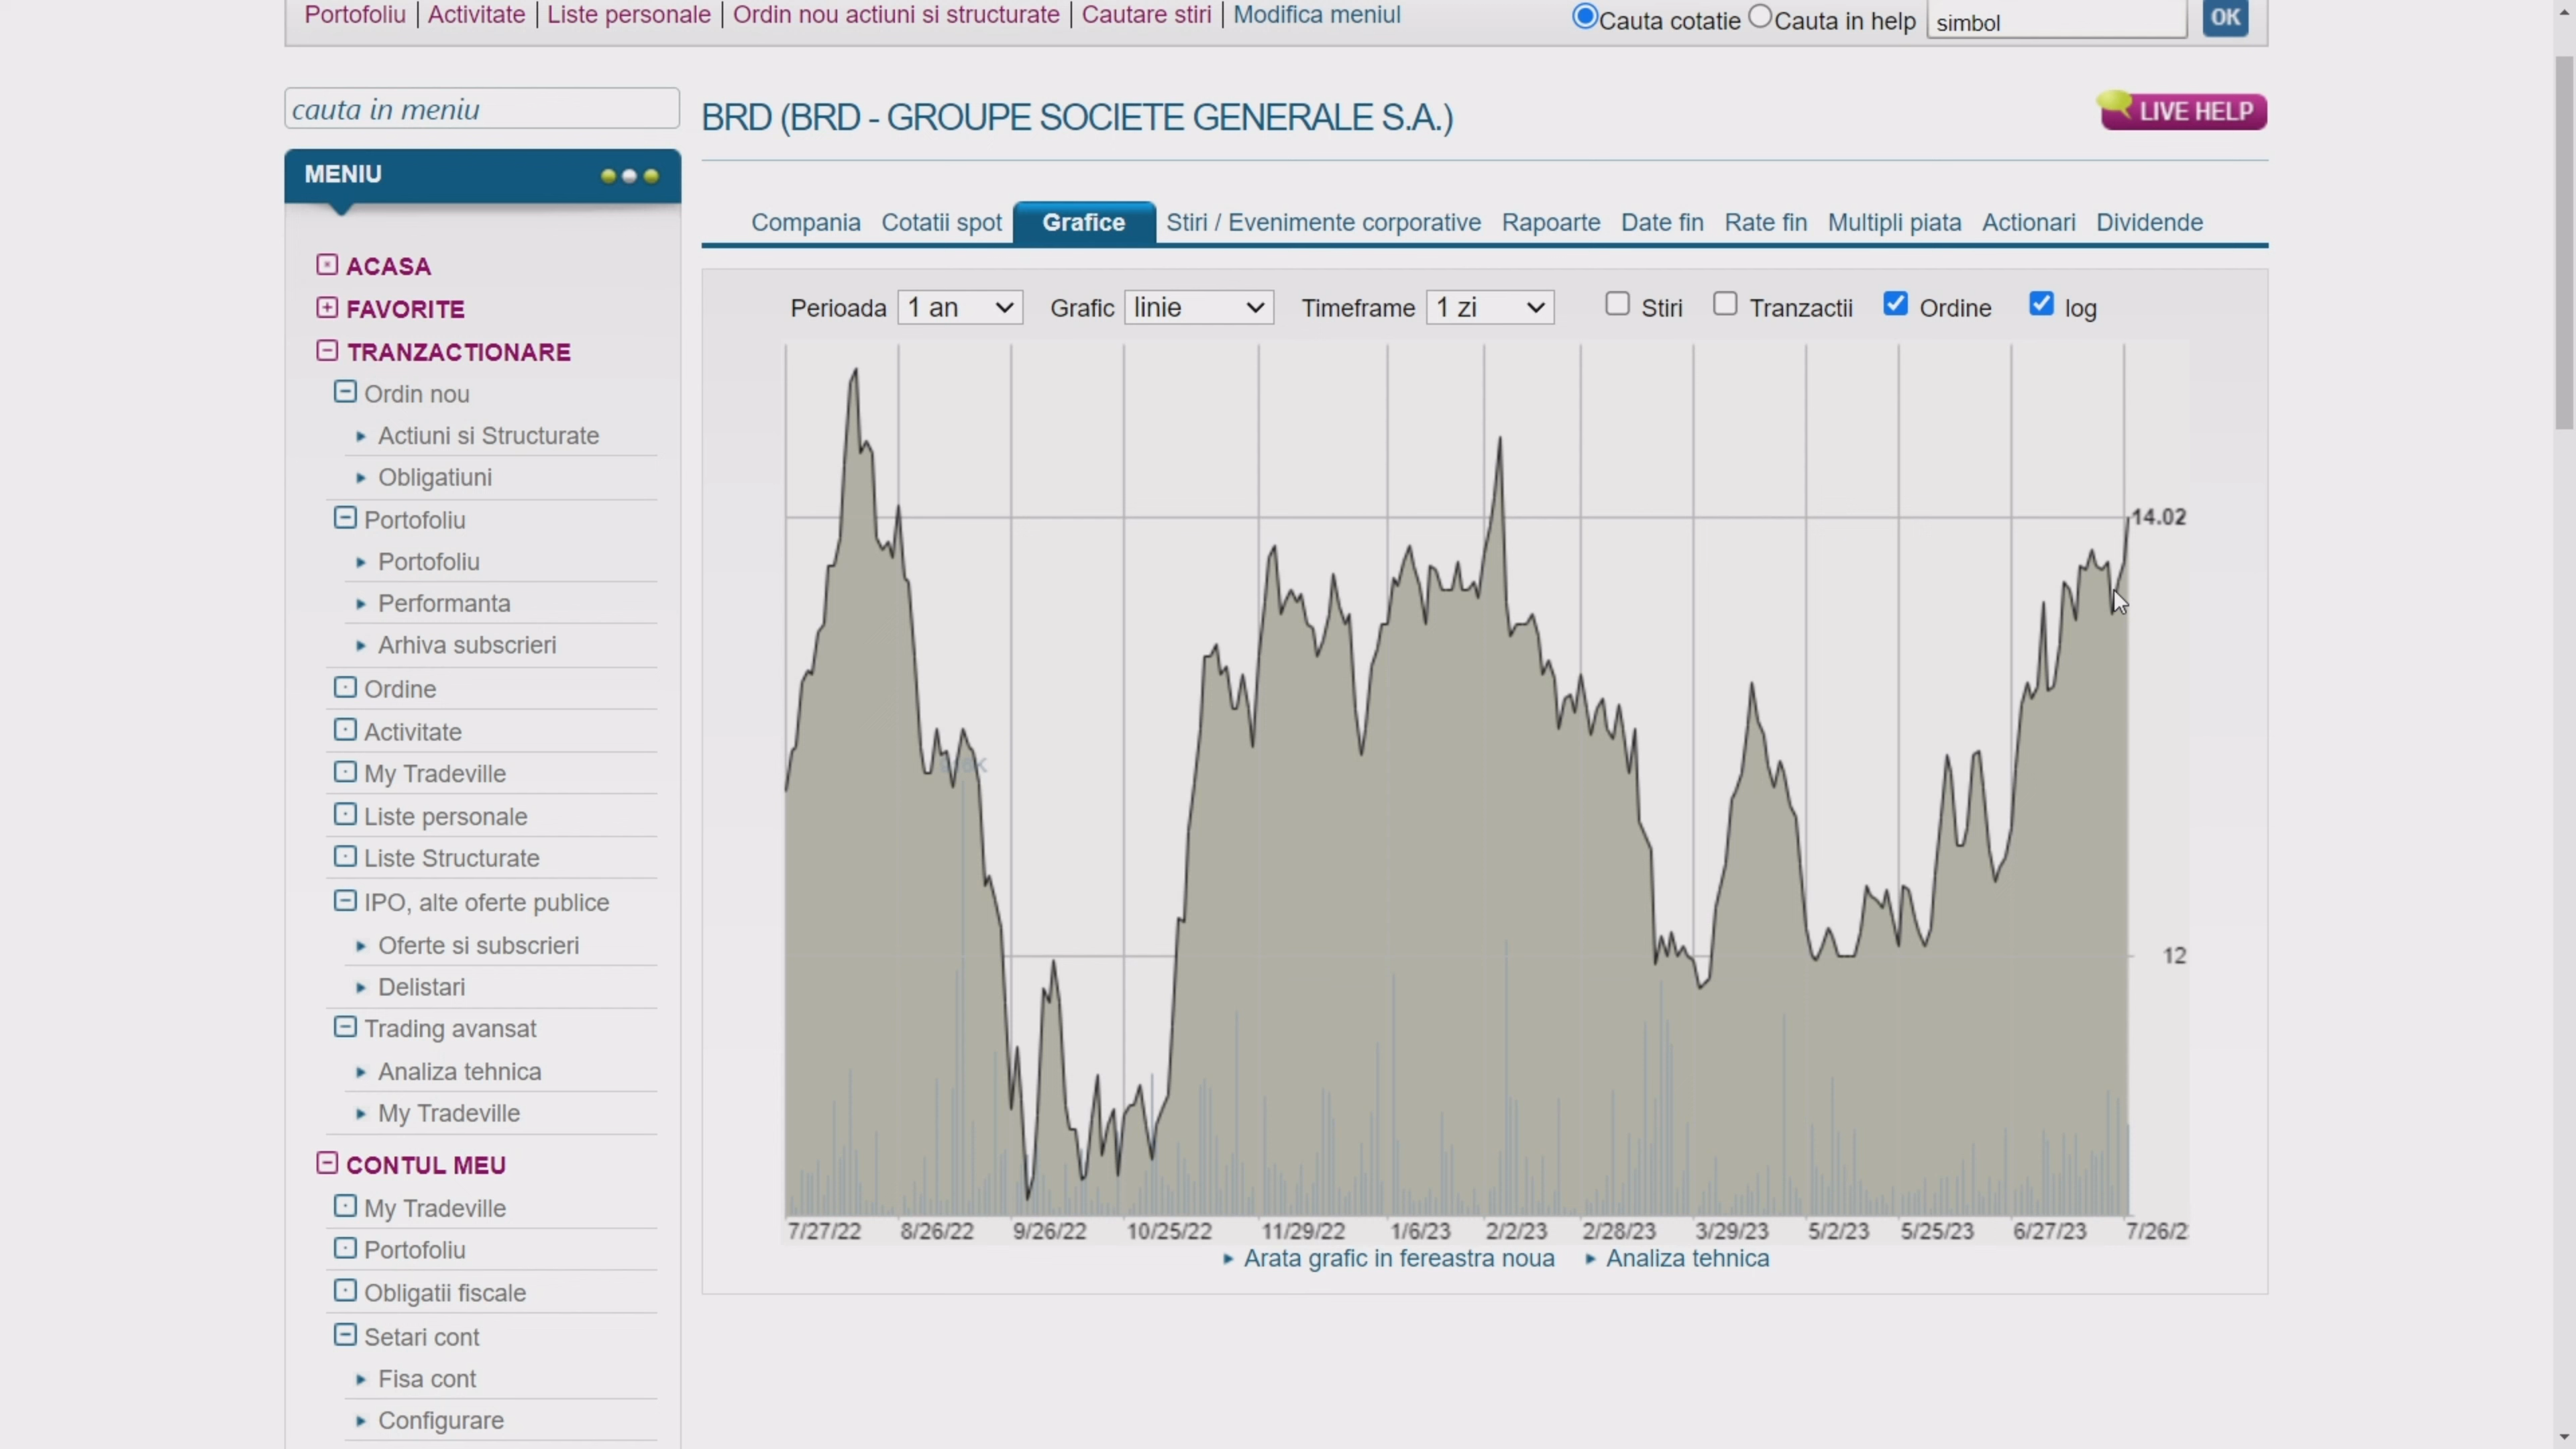 Portofoliu | Activitate | Liste personale | Ordin nou actiuni si structurate | Cautare stiri | Modifica meniul
Cauta cotatie Cauta in help simbol OK
cauta in meniu
BRD (BRD - GROUPE SOCIETE GENERALE S.A.)
LIVE HELP
MENIU
Compania Cotatii spot Grafice Stiri / Evenimente corporative Rapoarte Date fin Rate fin Multipli piata Actionari Dividende
Perioada 1 an Grafic linie Timeframe 1 zi Stiri Tranzactii Ordine log
ACASA
FAVORITE
TRANZACTIONARE
Ordin nou
Actiuni si Structurate
Obligatiuni
Portofoliu
Portofoliu
Performanta
Arhiva subscrieri
Ordine
Activitate
My Tradeville
Liste personale
Liste Structurate
IPO, alte oferte publice
Oferte si subscrieri
Delistari
Trading avansat
Analiza tehnica
My Tradeville
CONTUL MEU
My Tradeville
Portofoliu
Obligatii fiscale
Setari cont
Fisa cont
Configurare
14.02
12
7/27/22 8/26/22 9/26/22 10/25/22 11/29/22 1/6/23 2/2/23 2/28/23 3/29/23 5/2/23 5/25/23 6/27/23 7/26/2
Arata grafic in fereastra noua Analiza tehnica